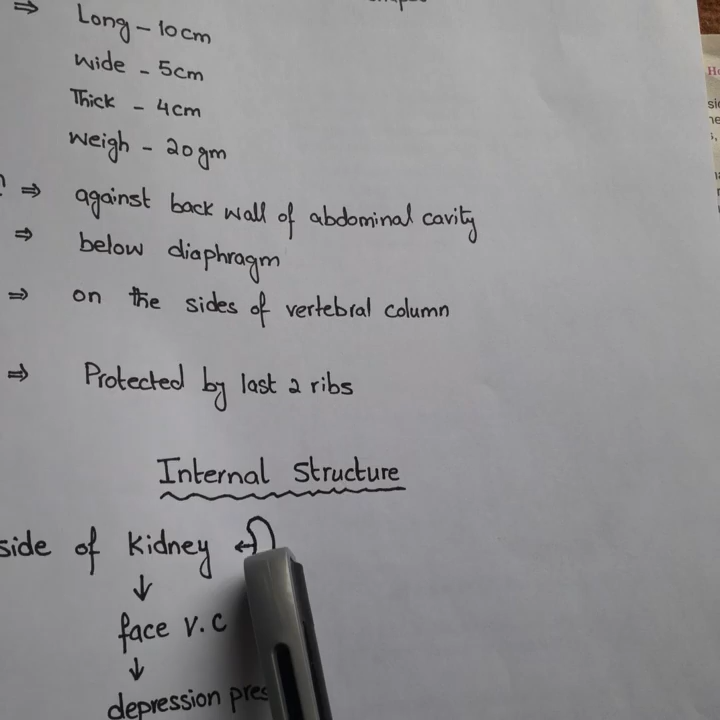 ⇒ Long - 10cm
Wide - 5cm
Thick - 4cm
Weigh - 20gm
⇒ against back wall of abdominal cavity
⇒ below diaphragm
⇒ on the sides of vertebral column
⇒ Protected by last 2 ribs
Internal Structure
side of kidney ←
↓
face V.C
↓
depression pres